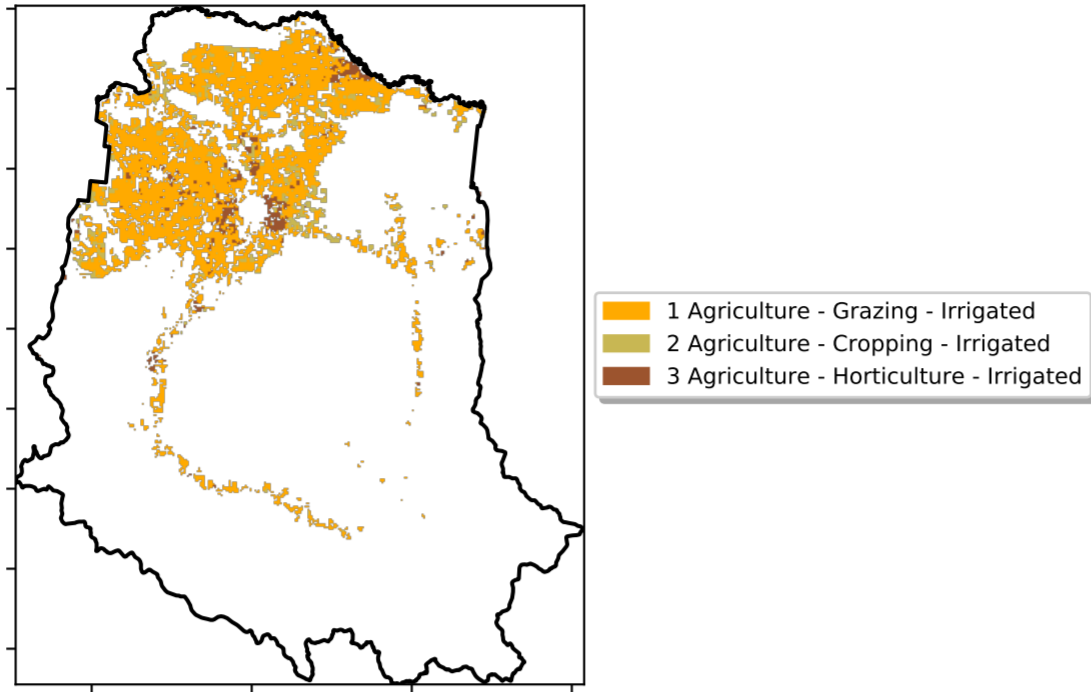 1 Agriculture - Grazing - Irrigated
2 Agriculture - Cropping - Irrigated
3 Agriculture - Horticulture - Irrigated